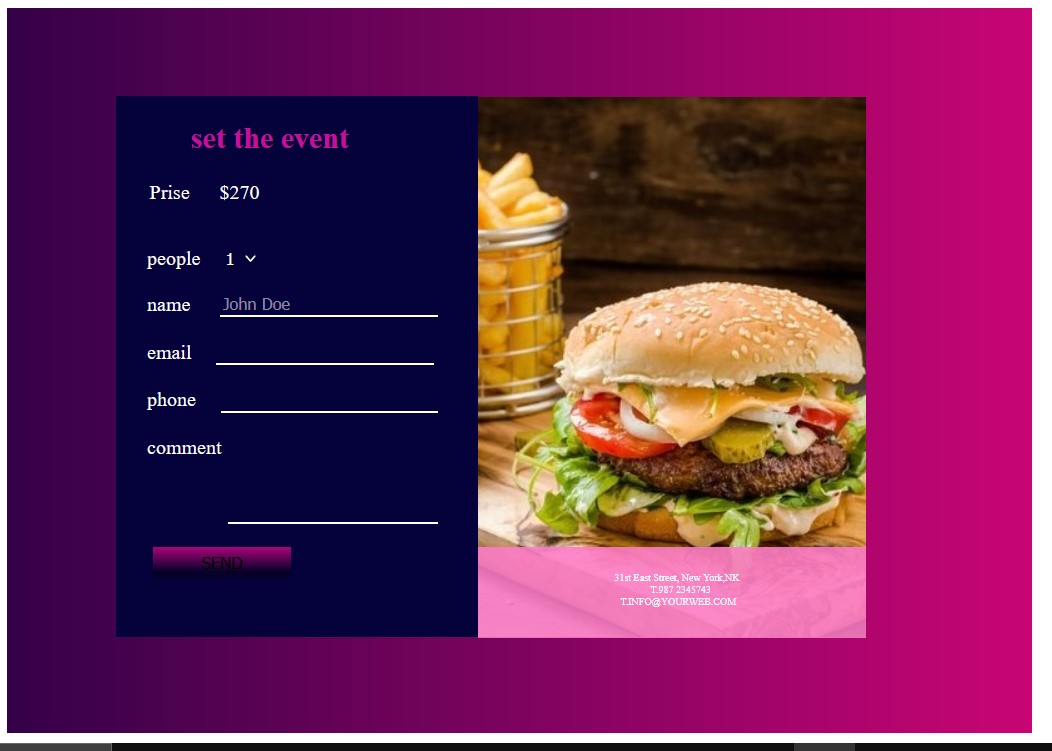 set the event
Prise $270
people 1
name John Doe
email
phone
comment
SEND
31st East Street, New York,NK
T.987 2345743
T.INFO@YOURWEB.COM